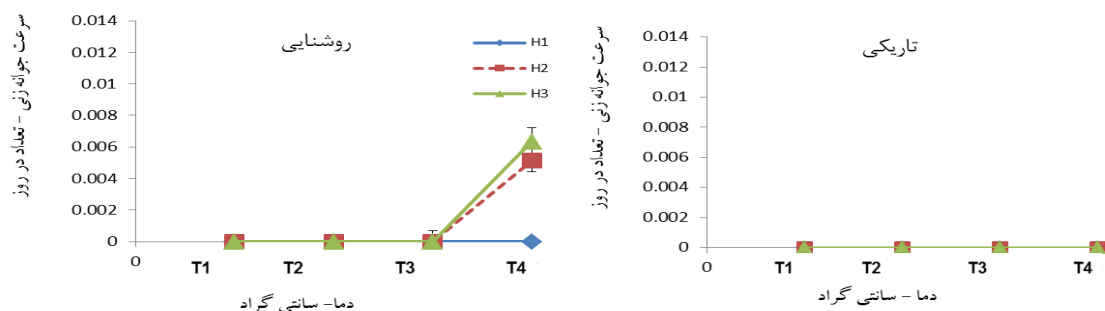 روشنایی
سرعت جوانه زنی - تعداد در روز
0.014
0.012
0.01
0.008
0.006
0.004
0.002
0
0
T1 T2 T3 T4
دما- سانتی گراد
H1
H2
H3
تاریکی
سرعت جوانه زنی - تعداد در روز
0.014
0.012
0.01
0.008
0.006
0.004
0.002
0
0
T1 T2 T3 T4
دما - سانتی گراد